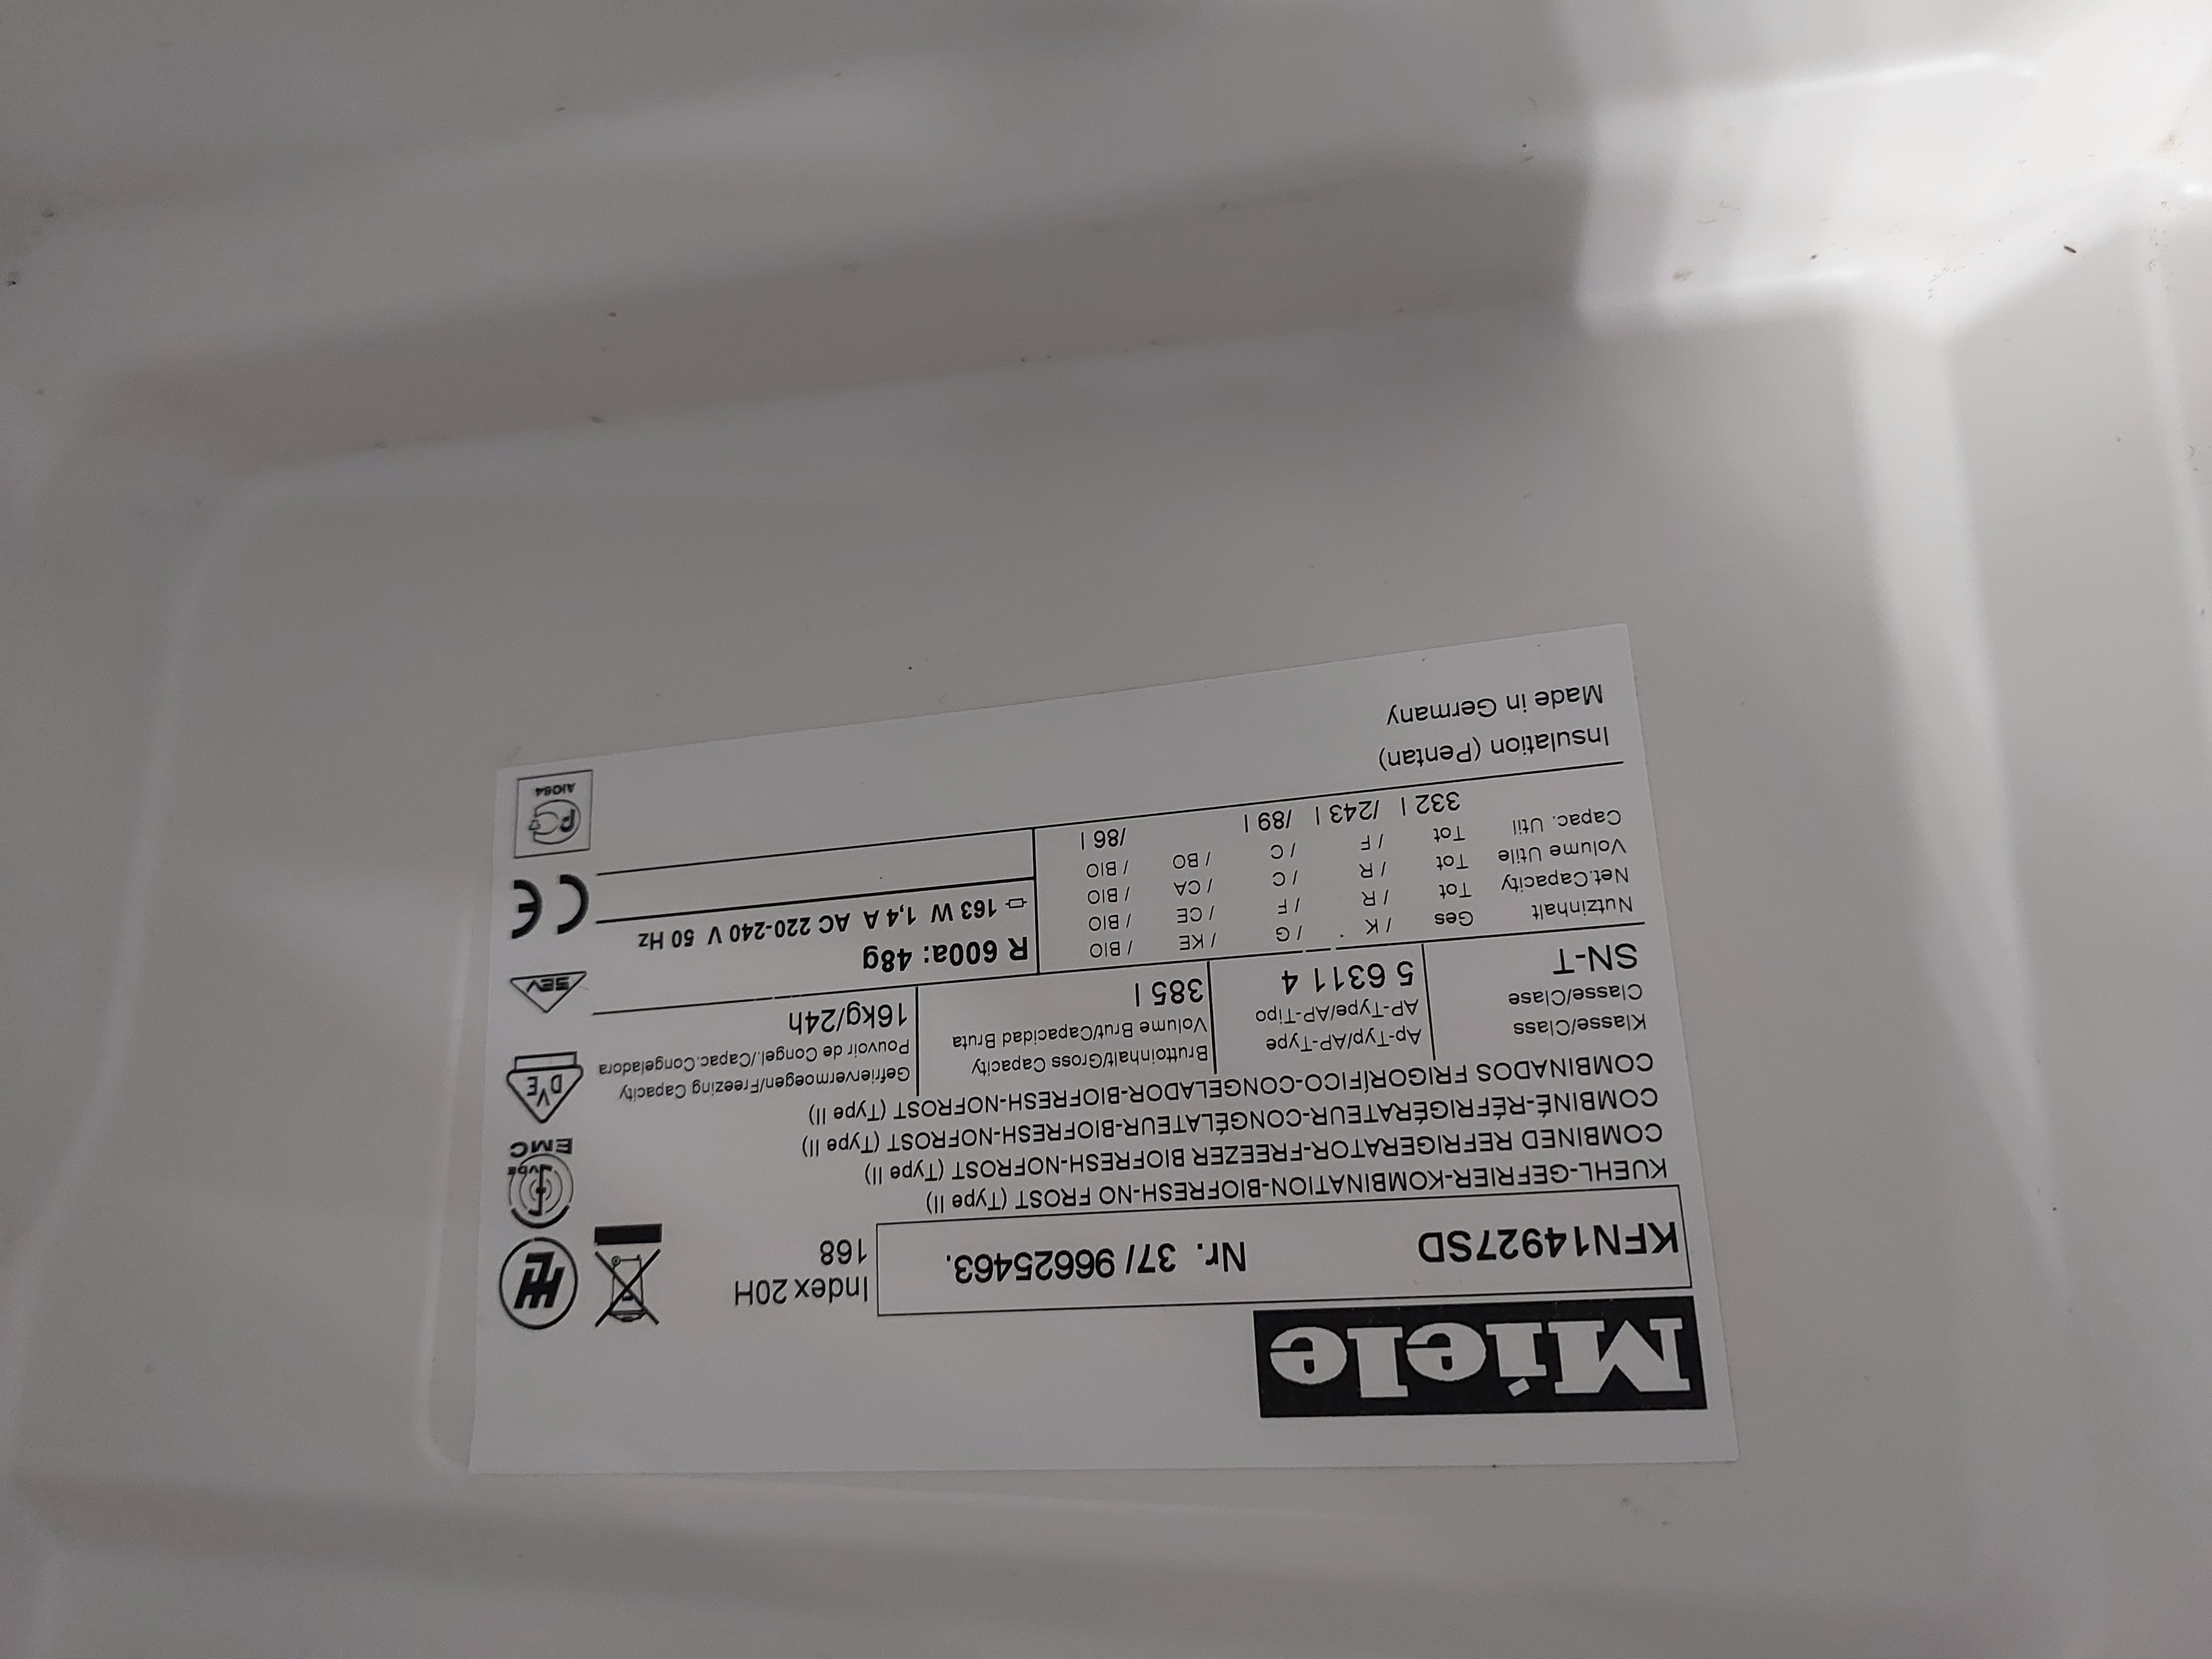 Miele
KFN14927SD Nr. 37/ 96625463. Index 20H
168
KUEHL-GEFRIER-KOMBINATION-BIOFRESH-NO FROST (Type II)
COMBINED REFRIGERATOR-FREEZER BIOFRESH-NOFROST (Type II)
COMBINÉ-RÉFRIGÉRATEUR-CONGÉLATEUR-BIOFRESH-NOFROST (Type II)
COMBINADOS FRIGORÍFICO-CONGELADOR-BIOFRESH-NOFROST (Type II)
Klasse/Class Ap-Typ/AP-Type Bruttoinhalt/Gross Capacity Gefriervermoegen/Freezing Capacity
Classe/Clase AP-Type/AP-Tipo Volume Brut/Capacidad Bruta Pouvoir de Congel./Capac.Congeladora
SN-T 5 6311 4 385 l 16kg/24h
Nutzinhalt Ges / K / G / KE / BIO R 600a: 48g
Net.Capacity Tot / R / F / CE / BIO 163 W 1,4 A AC 220-240 V 50 Hz
Volume Utile Tot / R / C / CA / BIO
Capac. Util Tot / F / C / BO / BIO
332 l /243 l /89 l /86 l
Insulation (Pentan)
Made in Germany
EMC
DVE
SEV
CE